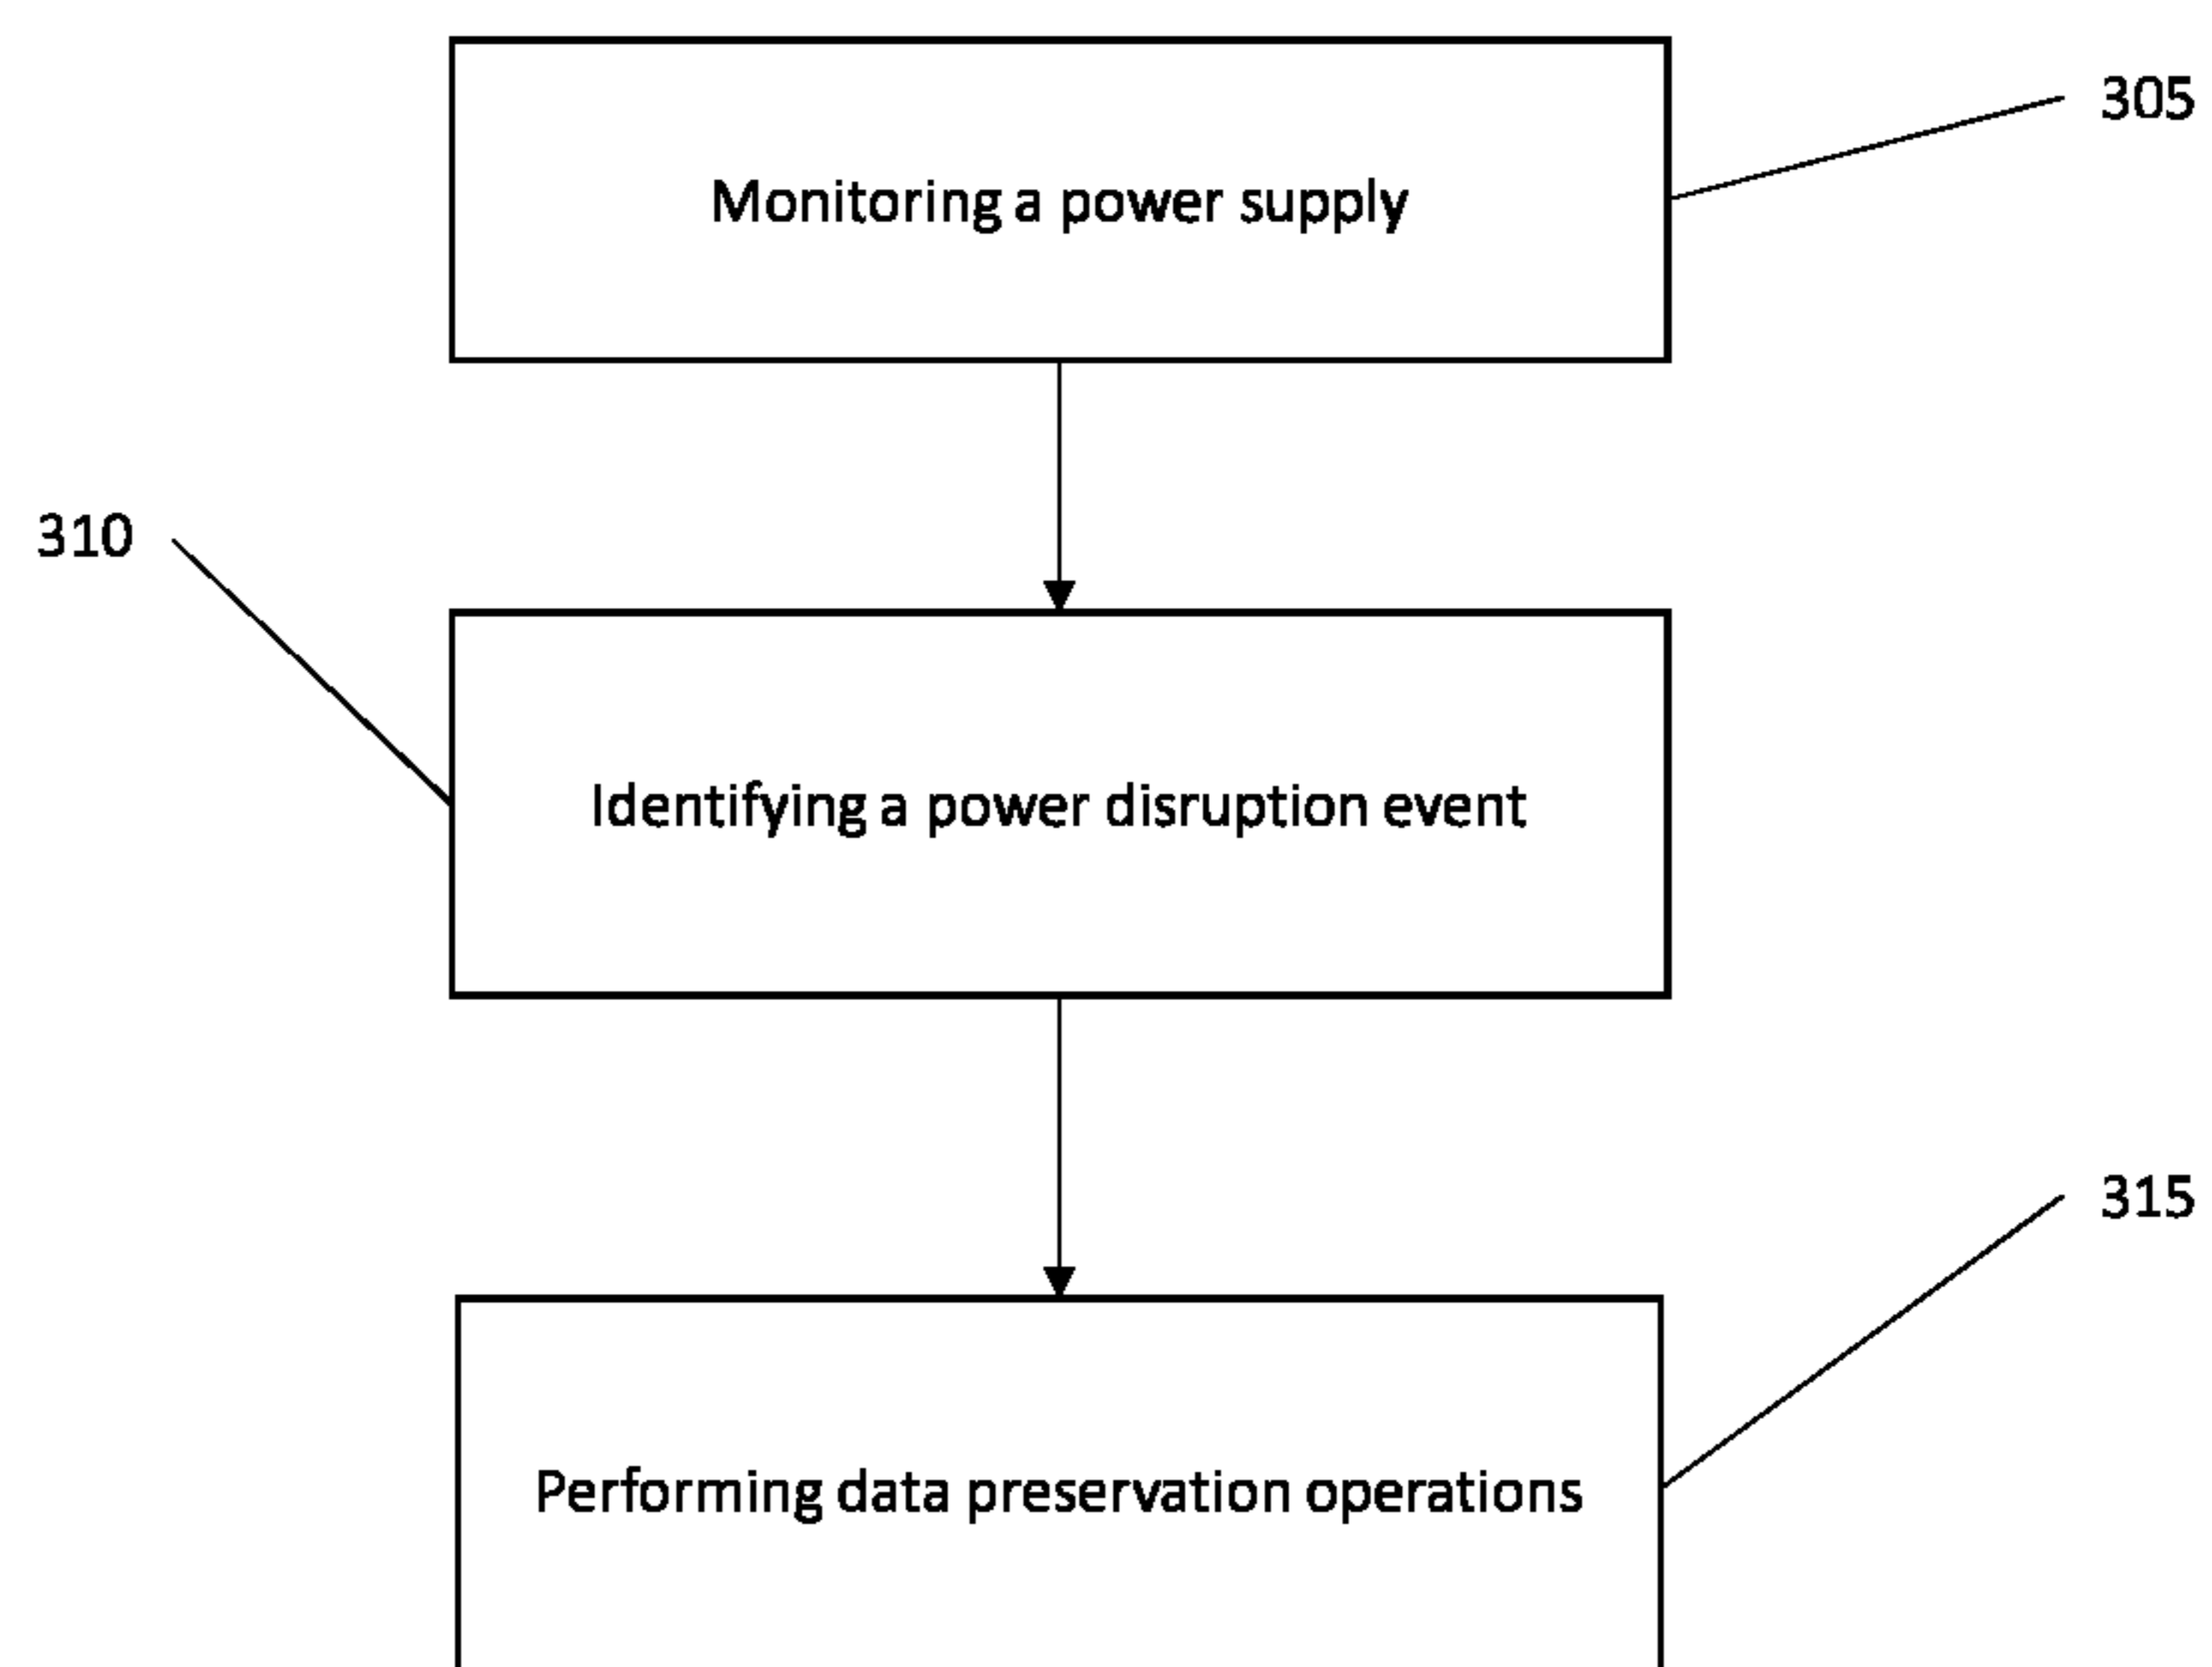 305
Monitoring a power supply
310
Identifying a power disruption event
315
Performing data preservation operations